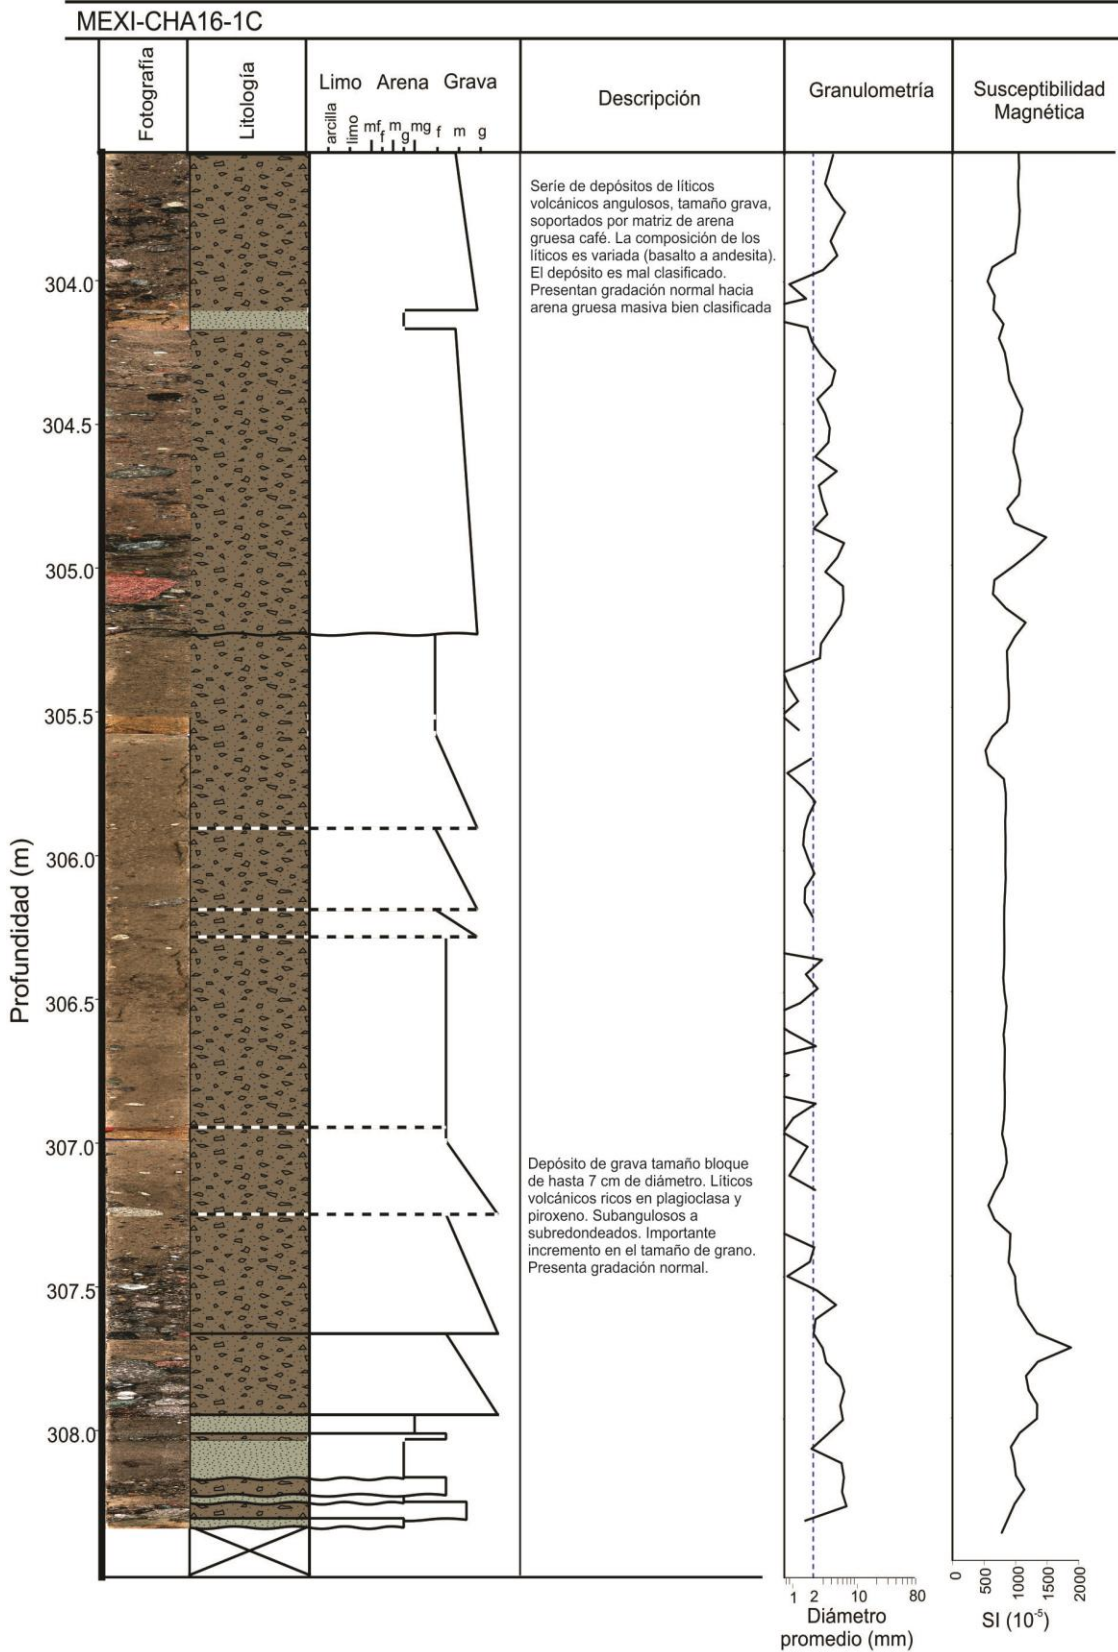 MEXI-CHA16-1C
Fotografía
Litología
Limo Arena Grava
arcilla limo mf f m g mg f m g
Descripción
Granulometría
Susceptibilidad
Magnética
Seríe de depósitos de líticos
volcánicos angulosos, tamaño grava,
soportados por matriz de arena
gruesa café. La composición de los
líticos es variada (basalto a andesita).
El depósito es mal clasificado.
Presentan gradación normal hacia
arena gruesa masiva bien clasificada
304.0
304.5
305.0
305.5
306.0
306.5
307.0
307.5
308.0
Profundidad (m)
Depósito de grava tamaño bloque
de hasta 7 cm de diámetro. Líticos
volcánicos ricos en plagioclasa y
piroxeno. Subangulosos a
subredondeados. Importante
incremento en el tamaño de grano.
Presenta gradación normal.
1 2 10 80
Diámetro
promedio (mm)
0 500 1000 1500 2000
SI (10⁻⁵)